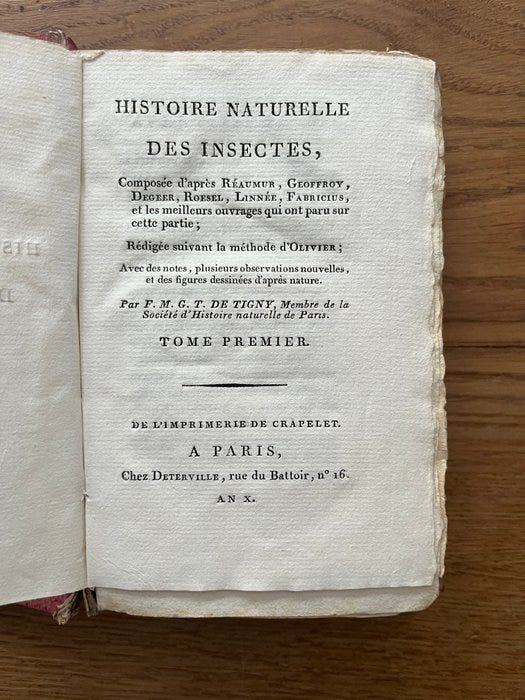 HISTOIRE NATURELLE
DES INSECTES,
Composée d'après RÉAUMUR, GEOFFROY,
DEGEER, ROESEL, LINNÉE, FABRICIUS,
et les meilleurs ouvrages qui ont paru sur
cette partie;
Rédigée suivant la méthode d'OLIVIER;
Avec des notes, plusieurs observations nouvelles,
et des figures dessinées d'après nature.
Par F. M. G. T. DE TIGNY, Membre de la
Société d'Histoire naturelle de Paris.
TOME PREMIER.
DE L'IMPRIMERIE DE CRAPELET.
A PARIS,
Chez DETERVILLE, rue du Battoir, n° 16.
AN X.